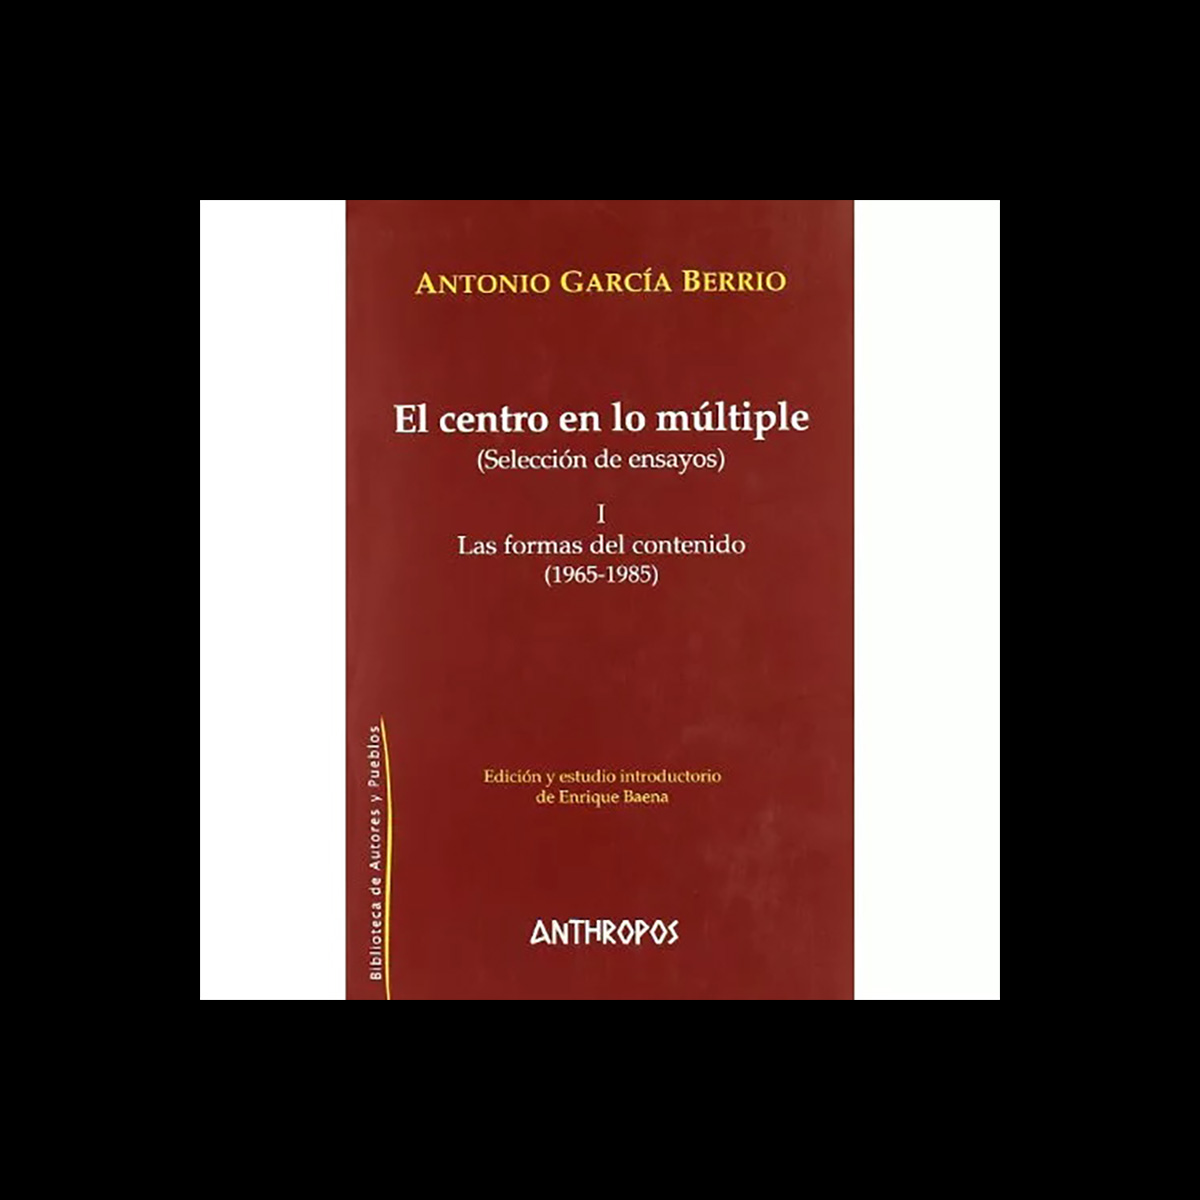 ANTONIO GARCÍA BERRIO
El centro en lo múltiple
(Selección de ensayos)
I
Las formas del contenido
(1965-1985)
Edición y estudio introductorio
de Enrique Baena
Biblioteca de Autores y Pueblos
ANTHROPOS